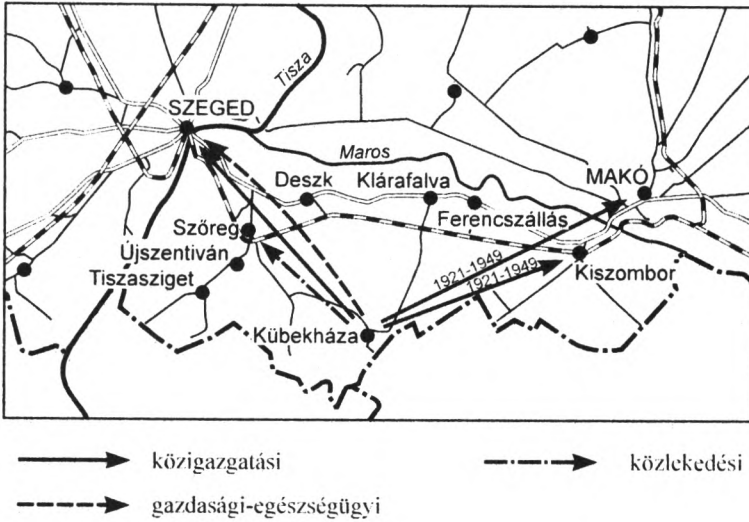 Tisza
SZEGED
Maros
Deszk
Klárafalva
MAKÓ
Szőreg
Ferencszállás
Újszentiván
Tiszasziget
1921-1949
1921-1949
Kiszombor
Kübekháza
közigazgatási
közlekedési
gazdasági-egészségügyi